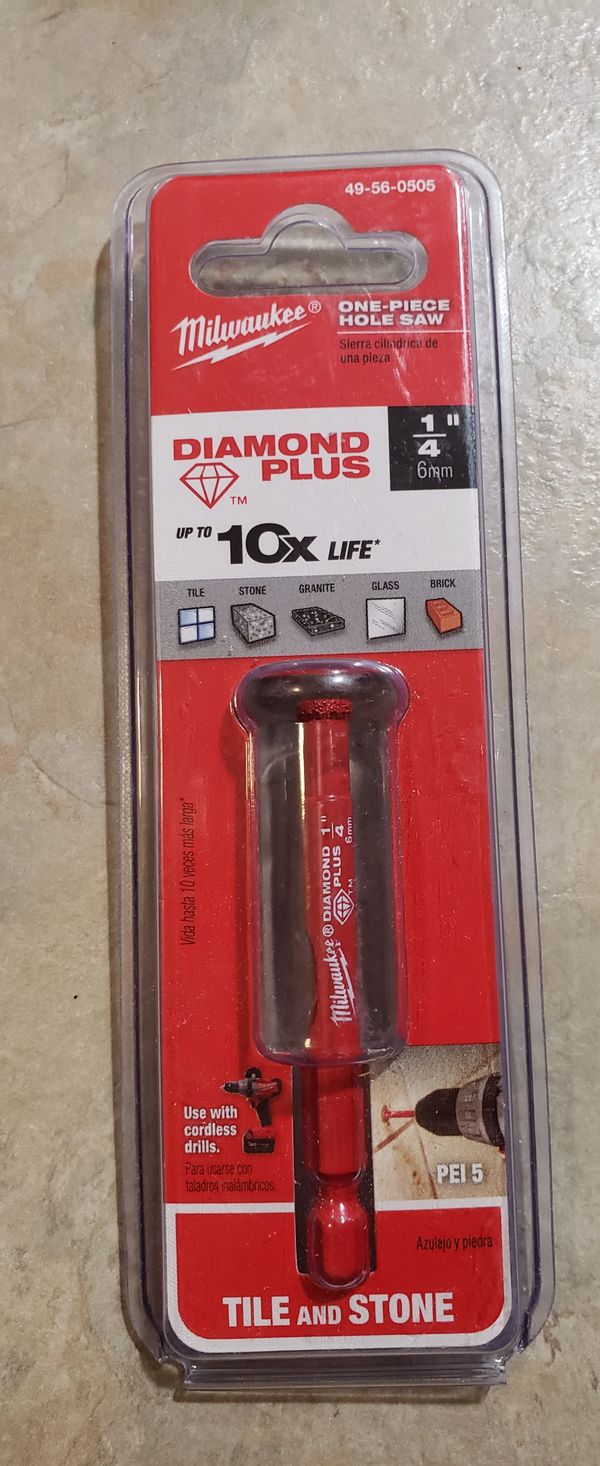 49-56-0505
Milwaukee®
ONE-PIECE
HOLE SAW
Sierra cilíndrica de
una pieza
DIAMOND
PLUS
TM
1/4"
6mm
UP TO 10X LIFE*
TILE STONE GRANITE GLASS BRICK
Vida hasta 10 veces más larga*
Milwaukee® DIAMOND PLUS™ 1/4" 6mm
Use with
cordless
drills.
Para usarse con
taladros inalámbricos.
PEI 5
Azulejo y piedra
TILE AND STONE